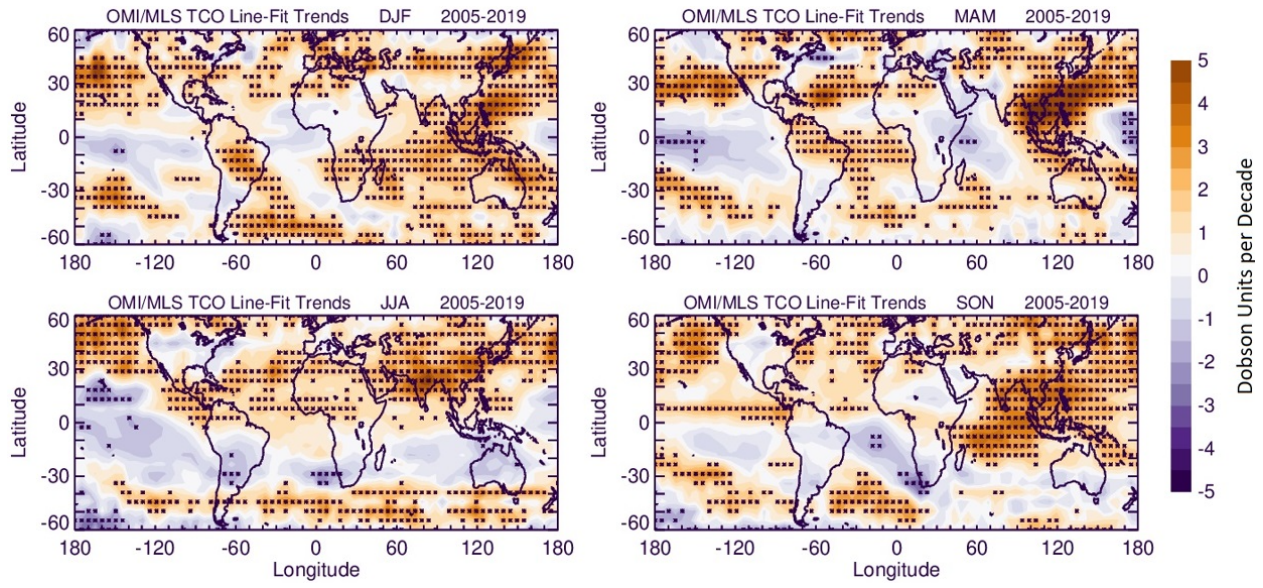 OMI/MLS TCO Line-Fit Trends DJF 2005-2019
60
30
0
-30
-60
Latitude
180 -120 -60 0 60 120 180
OMI/MLS TCO Line-Fit Trends MAM 2005-2019
60
30
0
-30
-60
Latitude
180 -120 -60 0 60 120 180
OMI/MLS TCO Line-Fit Trends JJA 2005-2019
60
30
0
-30
-60
Latitude
180 -120 -60 0 60 120 180
Longitude
OMI/MLS TCO Line-Fit Trends SON 2005-2019
60
30
0
-30
-60
Latitude
180 -120 -60 0 60 120 180
Longitude
5
4
3
2
1
0
-1
-2
-3
-4
-5
Dobson Units per Decade